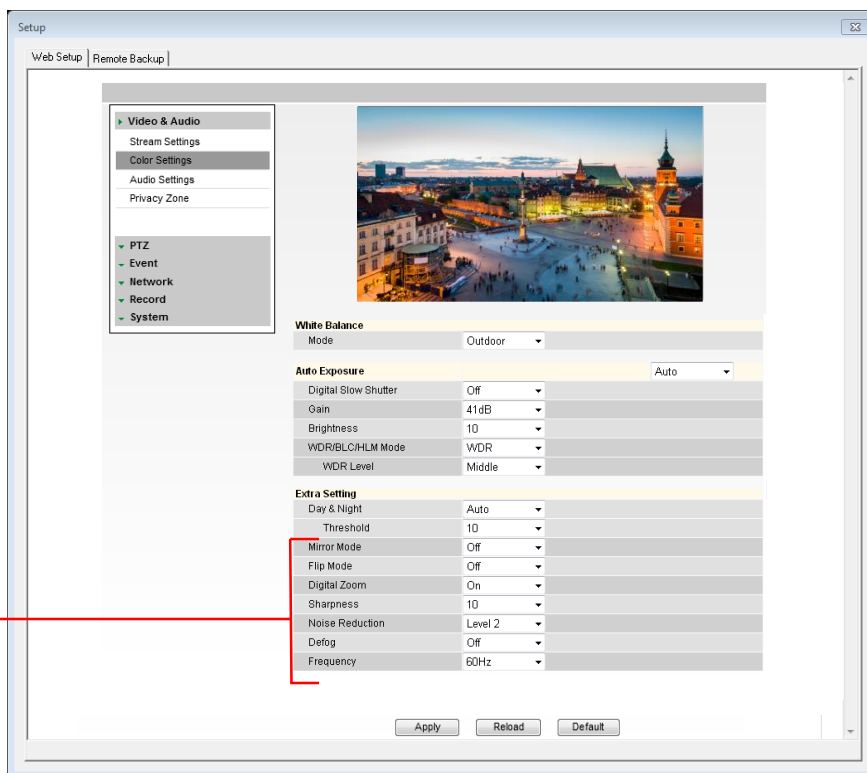 Setup
Web Setup Remote Backup
Video & Audio
Stream Settings
Color Settings
Audio Settings
Privacy Zone
PTZ
Event
Network
Record
System
White Balance
Mode Outdoor
Auto Exposure Auto
Digital Slow Shutter Off
Gain 41dB
Brightness 10
WDR/BLC/HLM Mode WDR
WDR Level Middle
Extra Setting
Day & Night Auto
Threshold 10
Mirror Mode Off
Flip Mode Off
Digital Zoom On
Sharpness 10
Noise Reduction Level 2
Defog Off
Frequency 60Hz
Apply Reload Default